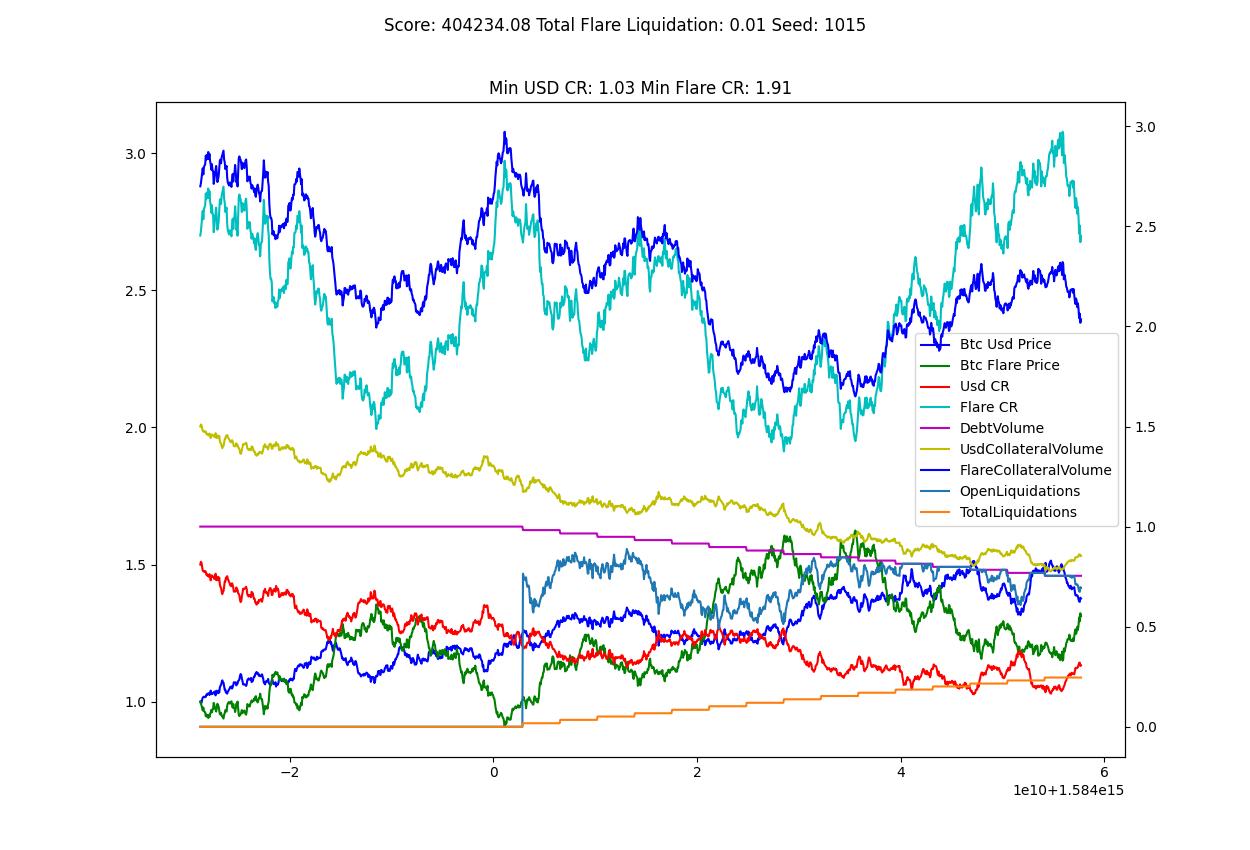 Score: 404234.08 Total Flare Liquidation: 0.01 Seed: 1015
Min USD CR: 1.03 Min Flare CR: 1.91
3.0
2.5
2.0
1.5
1.0
3.0
2.5
2.0
1.5
1.0
0.5
0.0
Btc Usd Price
Btc Flare Price
Usd CR
Flare CR
DebtVolume
UsdCollateralVolume
FlareCollateralVolume
OpenLiquidations
TotalLiquidations
−2 0 2 4 6
1e10+1.584e15